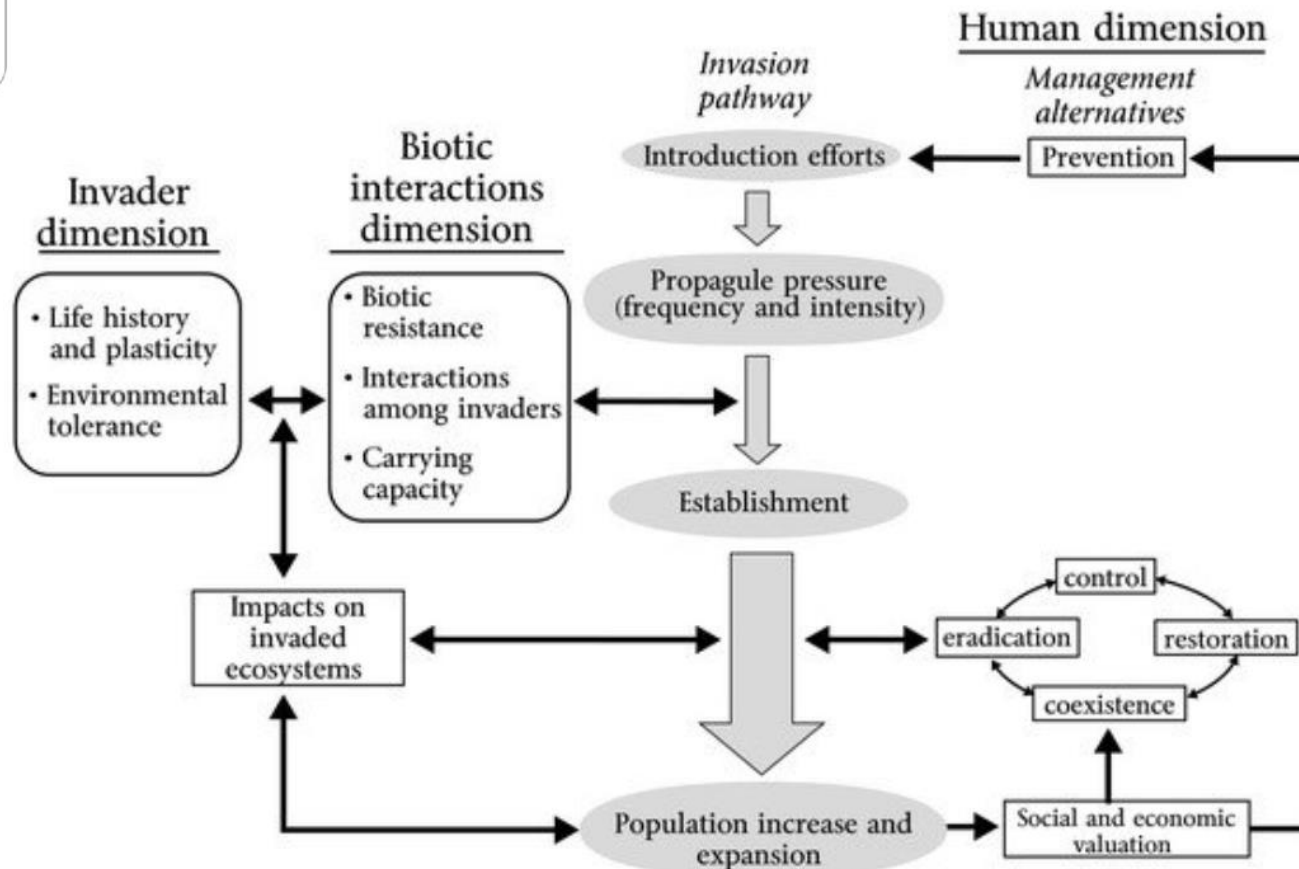 Human dimension
Invasion
pathway
Management
alternatives
Introduction efforts
Prevention
Biotic
interactions
dimension
Invader
dimension
Propagule pressure
(frequency and intensity)
• Life history
and plasticity
• Environmental
tolerance
• Biotic
resistance
• Interactions
among invaders
• Carrying
capacity
Establishment
control
eradication
restoration
coexistence
Impacts on
invaded
ecosystems
Population increase and
expansion
Social and economic
valuation